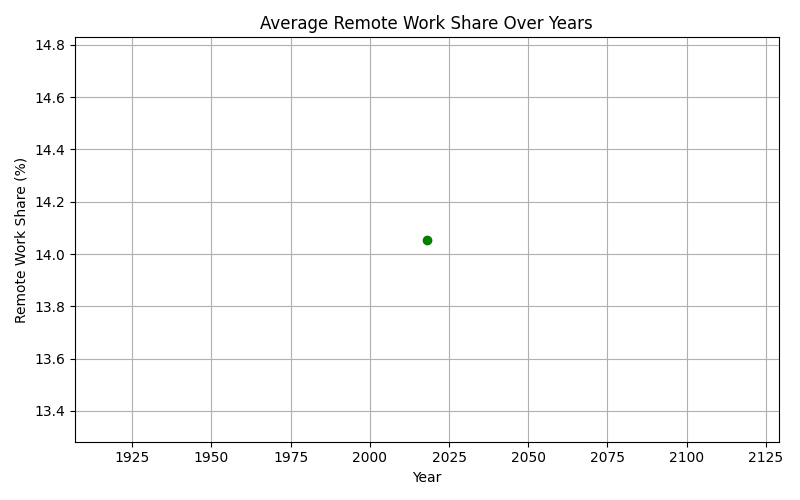 Average Remote Work Share Over Years
14.8
14.6
14.4
14.2
14.0
13.8
13.6
13.4
Remote Work Share (%)
1925 1950 1975 2000 2025 2050 2075 2100 2125
Year